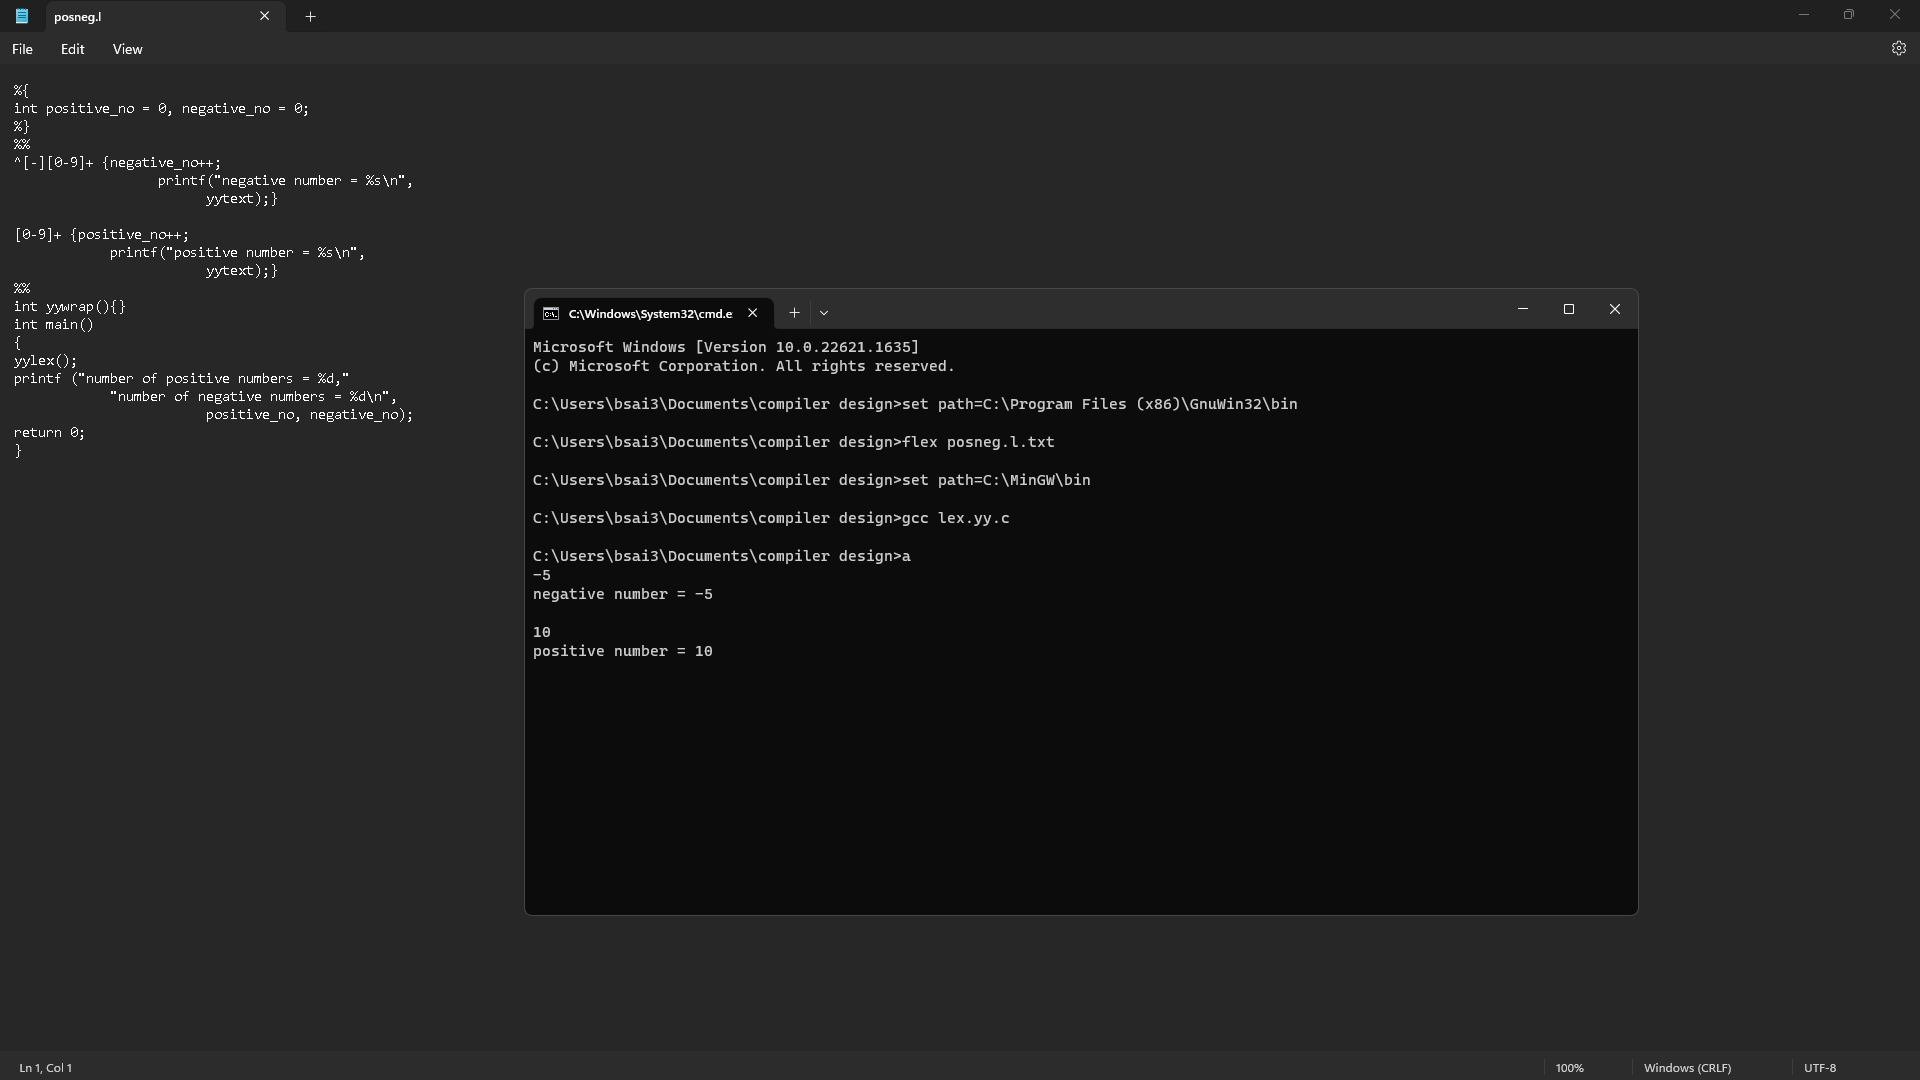 posneg.l
File Edit View
%{
int positive_no = 0, negative_no = 0;
%}
%%
^[-][0-9]+ {negative_no++;
printf("negative number = %s\n",
yytext);}
[0-9]+ {positive_no++;
printf("positive number = %s\n",
yytext);}
%%
int yywrap(){}
int main()
{
yylex();
printf ("number of positive numbers = %d,"
"number of negative numbers = %d\n",
positive_no, negative_no);
return 0;
}
C:\Windows\System32\cmd.e
Microsoft Windows [Version 10.0.22621.1635]
(c) Microsoft Corporation. All rights reserved.
C:\Users\bsai3\Documents\compiler design>set path=C:\Program Files (x86)\GnuWin32\bin
C:\Users\bsai3\Documents\compiler design>flex posneg.l.txt
C:\Users\bsai3\Documents\compiler design>set path=C:\MinGW\bin
C:\Users\bsai3\Documents\compiler design>gcc lex.yy.c
C:\Users\bsai3\Documents\compiler design>a
-5
negative number = -5
10
positive number = 10
Ln 1, Col 1
100%
Windows (CRLF)
UTF-8